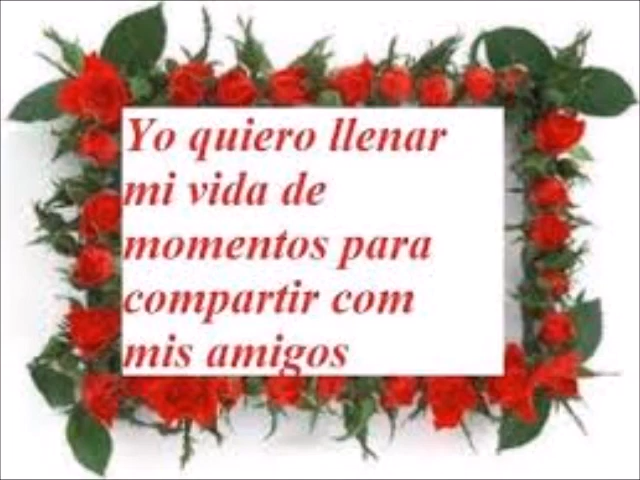 Yo quiero llenar
mi vida de
momentos para
compartir com
mis amigos